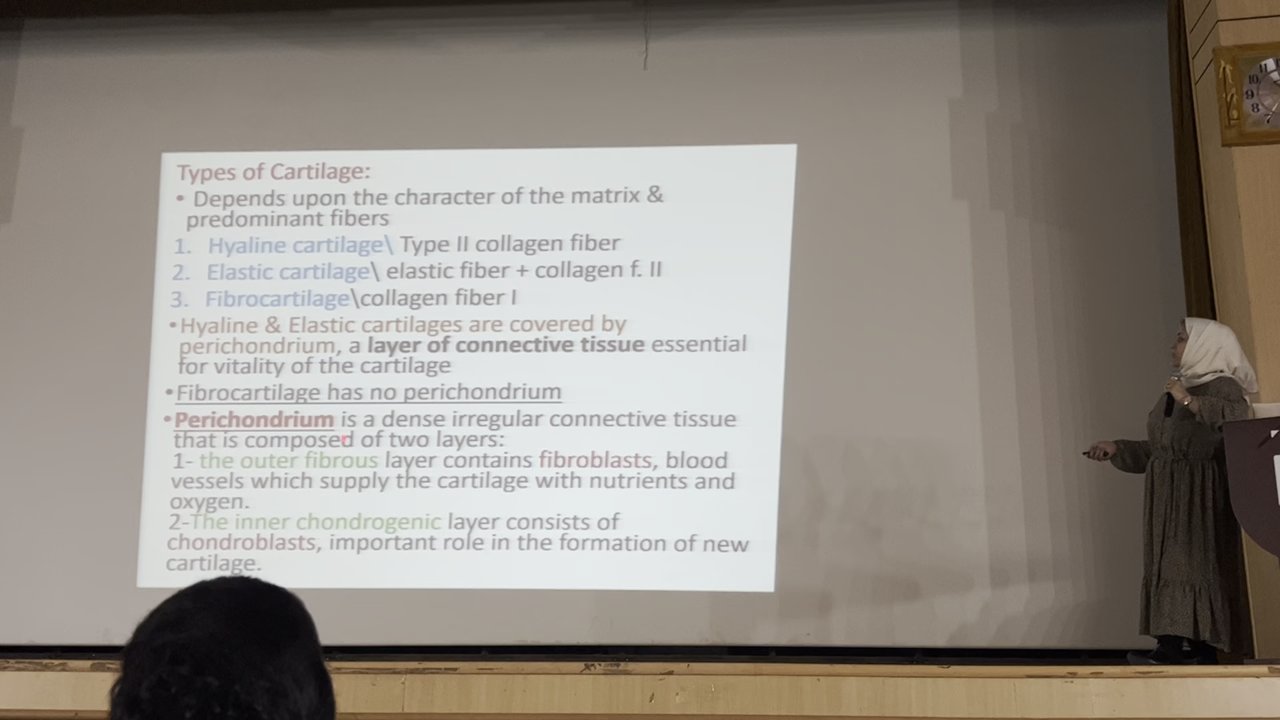 Types of Cartilage:
• Depends upon the character of the matrix &
predominant fibers
1. Hyaline cartilage\ Type II collagen fiber
2. Elastic cartilage\ elastic fiber + collagen f. II
3. Fibrocartilage\collagen fiber I
•Hyaline & Elastic cartilages are covered by
perichondrium, a layer of connective tissue essential
for vitality of the cartilage
•Fibrocartilage has no perichondrium
•Perichondrium is a dense irregular connective tissue
that is composed of two layers:
1- the outer fibrous layer contains fibroblasts, blood
vessels which supply the cartilage with nutrients and
oxygen.
2-The inner chondrogenic layer consists of
chondroblasts, important role in the formation of new
cartilage.
11
10
9
8